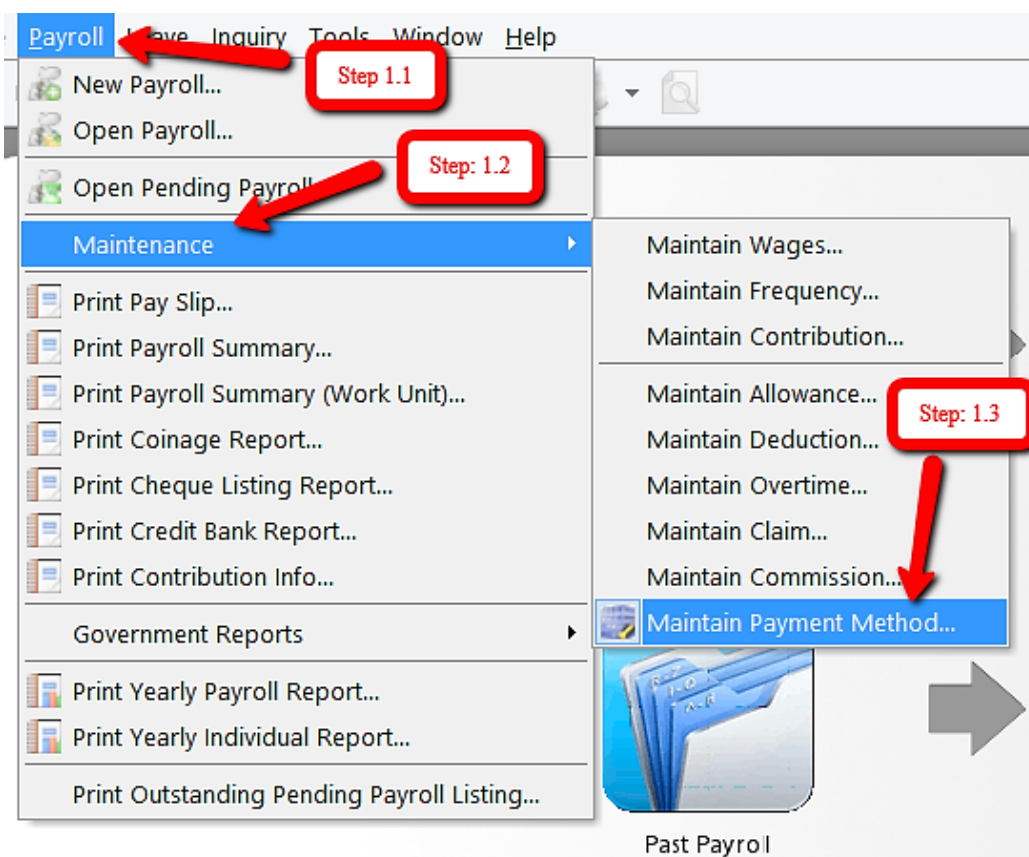 Payroll Leave Inquiry Tools Window Help
Step 1.1
New Payroll...
Open Payroll...
Step: 1.2
Open Pending Payroll
Maintenance
Print Pay Slip...
Print Payroll Summary...
Print Payroll Summary (Work Unit)...
Print Coinage Report...
Print Cheque Listing Report...
Print Credit Bank Report...
Print Contribution Info...
Government Reports
Print Yearly Payroll Report...
Print Yearly Individual Report...
Print Outstanding Pending Payroll Listing...
Maintain Wages...
Maintain Frequency...
Maintain Contribution...
Maintain Allowance...
Step: 1.3
Maintain Deduction...
Maintain Overtime...
Maintain Claim...
Maintain Commission...
Maintain Payment Method...
R-Z
I-Q
A-H
Past Payroll